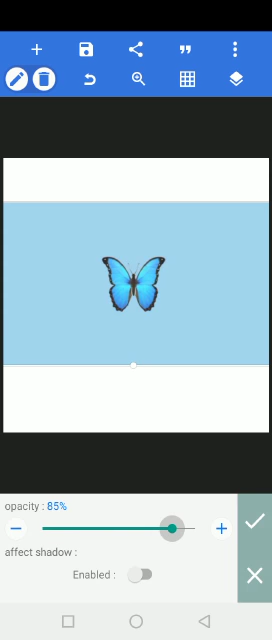 opacity : 85%
affect shadow :
Enabled :